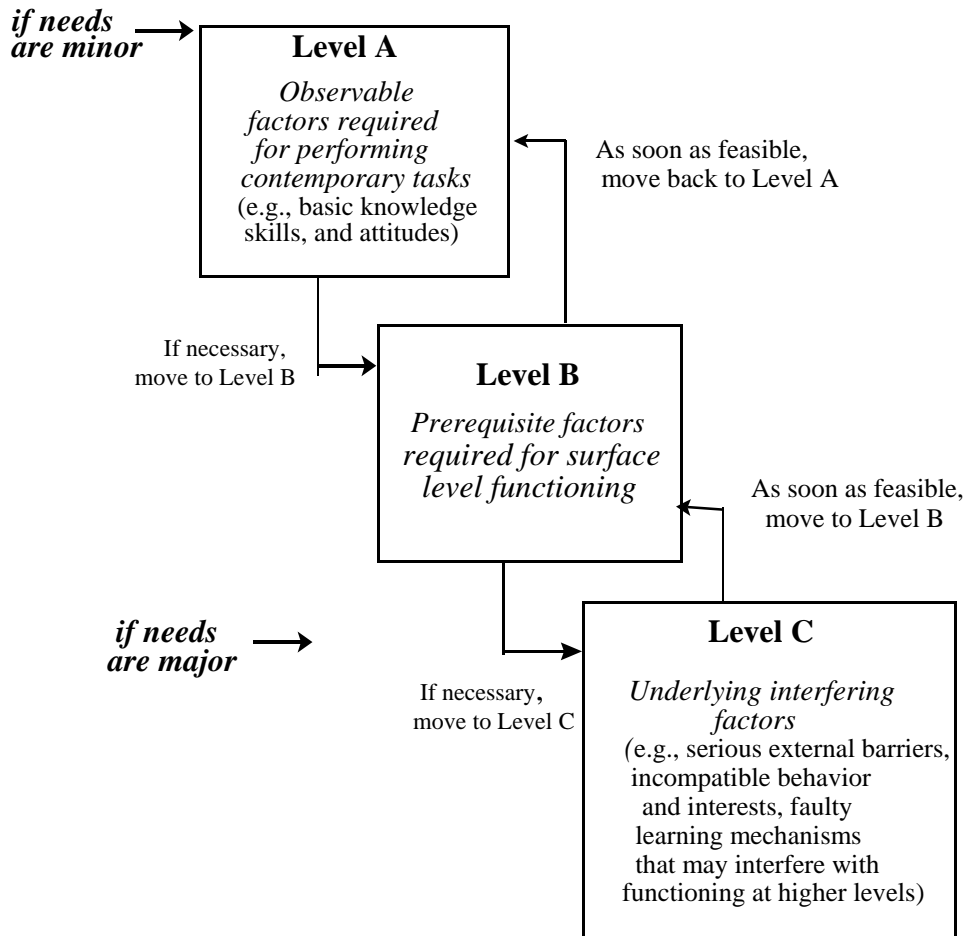 if needs
are minor
Level A
Observable
factors required
for performing
contemporary tasks
(e.g., basic knowledge
skills, and attitudes)
As soon as feasible,
move back to Level A
If necessary,
move to Level B
Level B
Prerequisite factors
required for surface
level functioning
As soon as feasible,
move to Level B
if needs
are major
If necessary,
move to Level C
Level C
Underlying interfering
factors
(e.g., serious external barriers,
incompatible behavior
and interests, faulty
learning mechanisms
that may interfere with
functioning at higher levels)